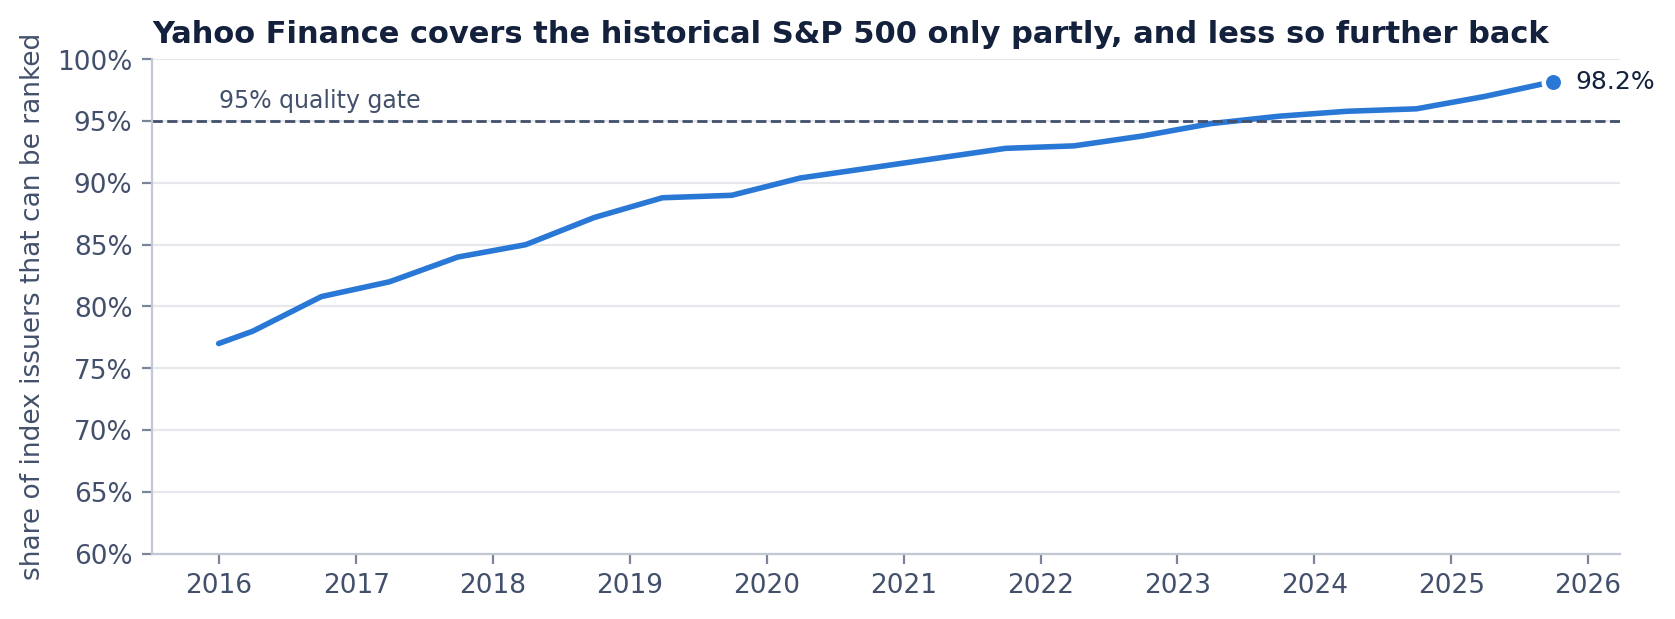 Yahoo Finance covers the historical S&P 500 only partly, and less so further back
share of index issuers that can be ranked
100%
95%
90%
85%
80%
75%
70%
65%
60%
95% quality gate
98.2%
2016 2017 2018 2019 2020 2021 2022 2023 2024 2025 2026